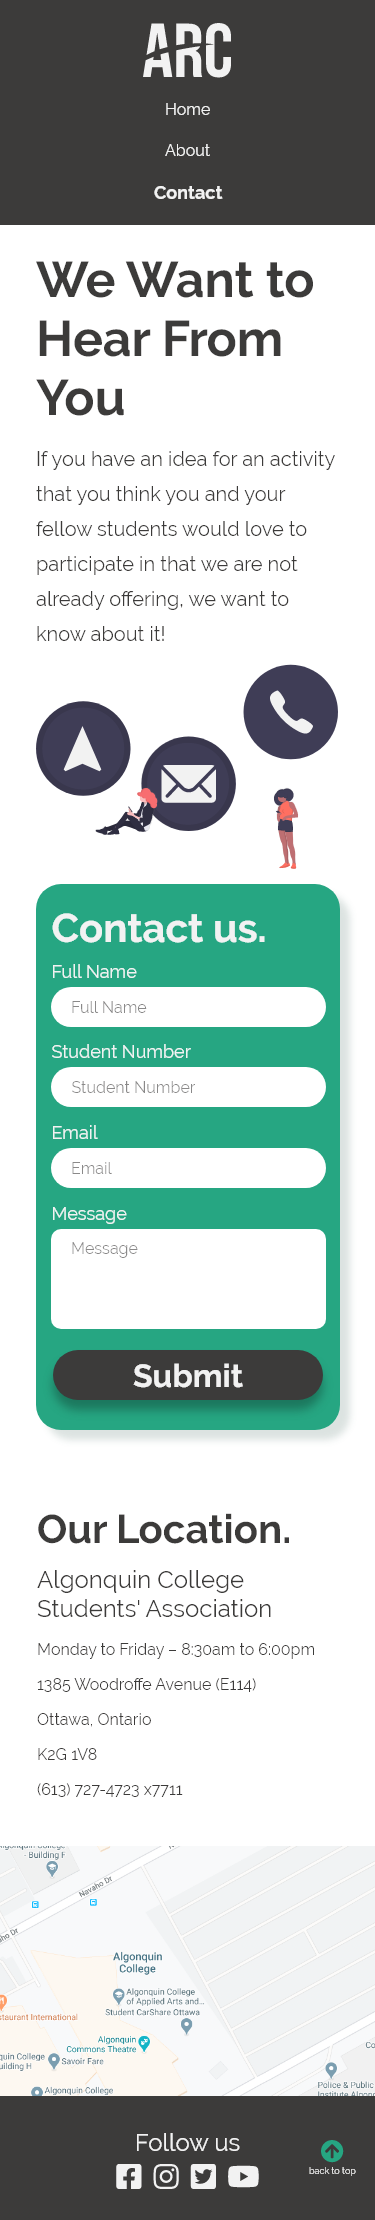 ARC
Home
About
Contact
We Want to
Hear From
You
If you have an idea for an activity
that you think you and your
fellow students would love to
participate in that we are not
already offering, we want to
know about it!
Contact us.
Full Name
Full Name
Student Number
Student Number
Email
Email
Message
Message
Submit
Our Location.
Algonquin College
Students' Association
Monday to Friday – 8:30am to 6:00pm
1385 Woodroffe Avenue (E114)
Ottawa, Ontario
K2G 1V8
(613) 727-4723 x7711
lgonquin College
- Building F
Navaho Dr
ho Dr
Algonquin
College
Algonquin College
of Applied Arts and...
Student CarShare Ottawa
staurant International
Algonquin
Commons Theatre
quin College
uilding H
Savoir Fare
Algonquin College
Co
Police & Public
Institute Algon
Follow us
back to top